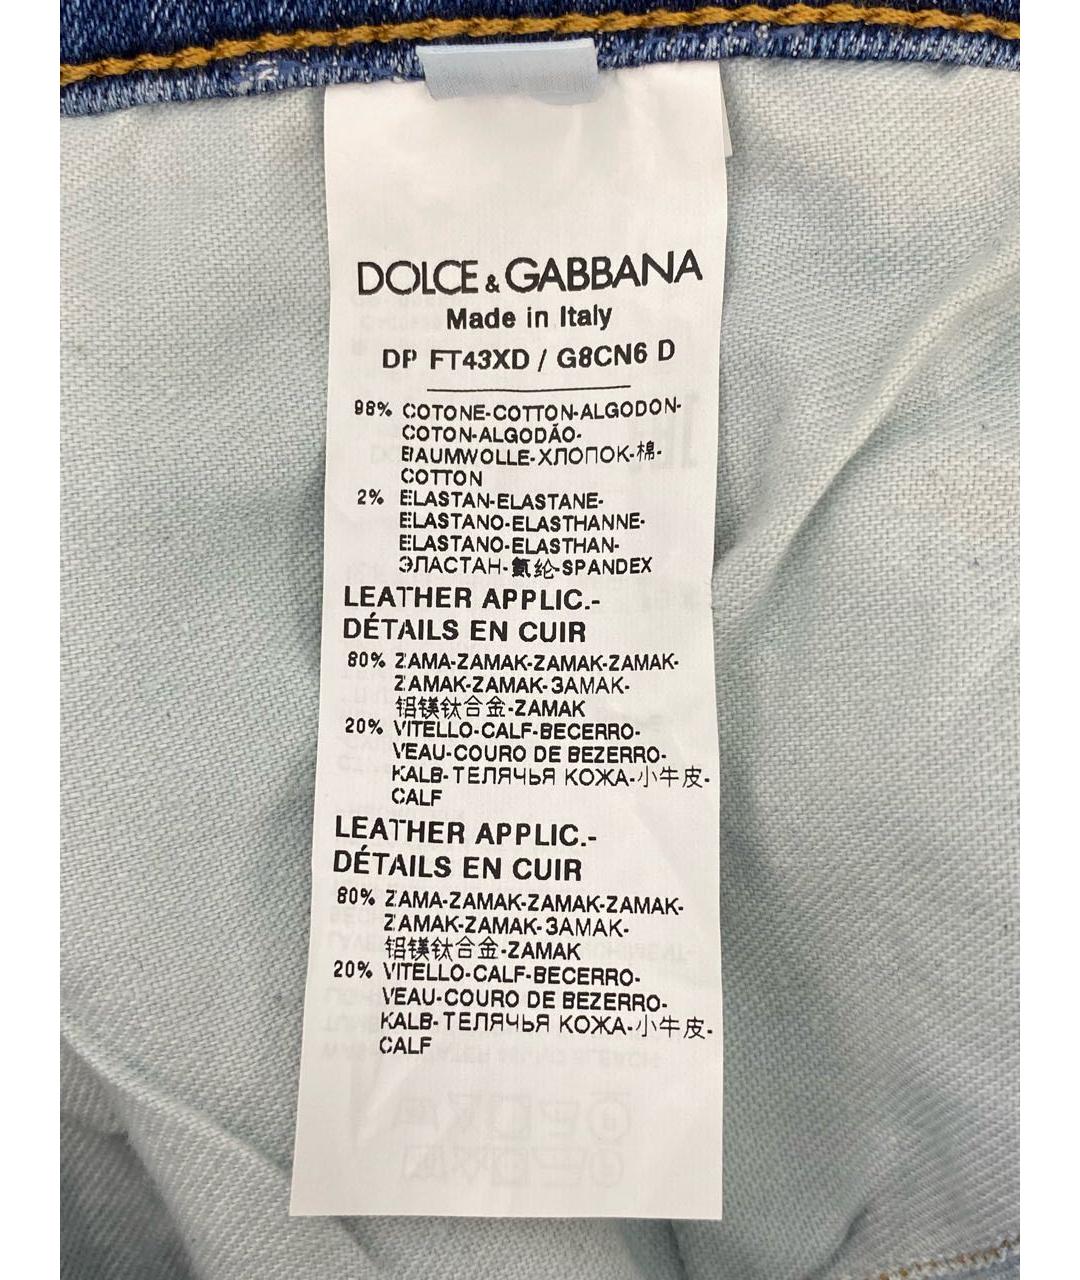 DOLCE & GABBANA
Made in Italy
DP FT43XD / G8CN6 D
98% COTONE-COTTON-ALGODON-
COTON-ALGODÃO-
BAUMWOLLE-ХЛОПОК-棉-
COTTON
2% ELASTAN-ELASTANE-
ELASTANO-ELASTHANNE-
ELASTANO-ELASTHAN-
ЭЛАСТАН-氨纶-SPANDEX
LEATHER APPLIC.-
DÉTAILS EN CUIR
80% ZAMA-ZAMAK-ZAMAK-ZAMAK-
ZAMAK-ZAMAK-ЗАМАК-
铝镁钛合金-ZAMAK
20% VITELLO-CALF-BECERRO-
VEAU-COURO DE BEZERRO-
KALB-ТЕЛЯЧЬЯ КОЖА-小牛皮-
CALF
LEATHER APPLIC.-
DÉTAILS EN CUIR
80% ZAMA-ZAMAK-ZAMAK-ZAMAK-
ZAMAK-ZAMAK-ЗАМАК-
铝镁钛合金-ZAMAK
20% VITELLO-CALF-BECERRO-
VEAU-COURO DE BEZERRO-
KALB-ТЕЛЯЧЬЯ КОЖА-小牛皮-
CALF